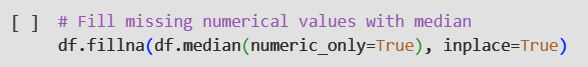 [ ] # Fill missing numerical values with median
df.fillna(df.median(numeric_only=True), inplace=True)